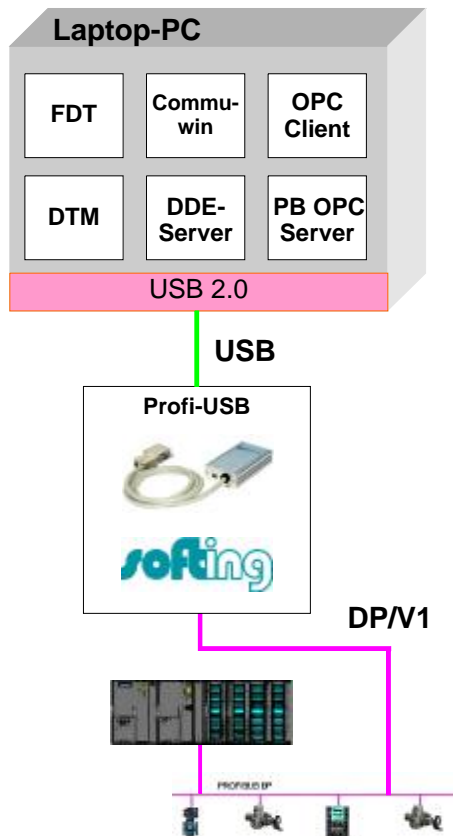 Laptop-PC
FDT
Commu-
win
OPC
Client
DTM
DDE-
Server
PB OPC
Server
USB 2.0
USB
Profi-USB
softing
DP/V1
PROFIBUS DP